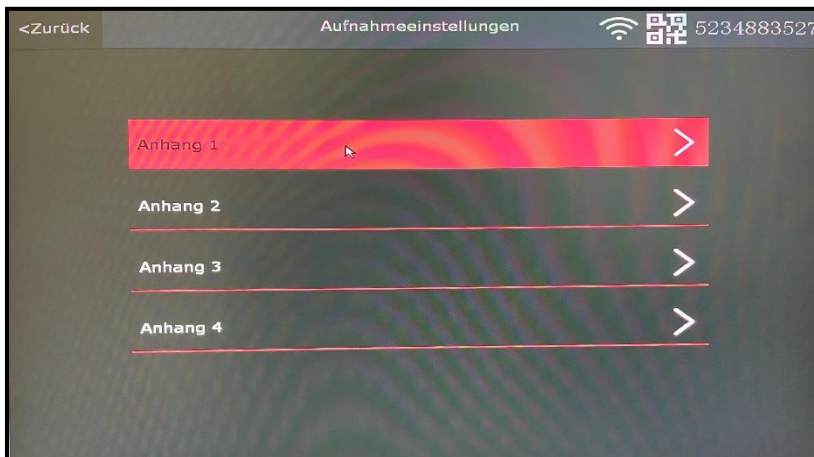 <Zurück
Aufnahmeeinstellungen
5234883527
Anhang 1
Anhang 2
Anhang 3
Anhang 4